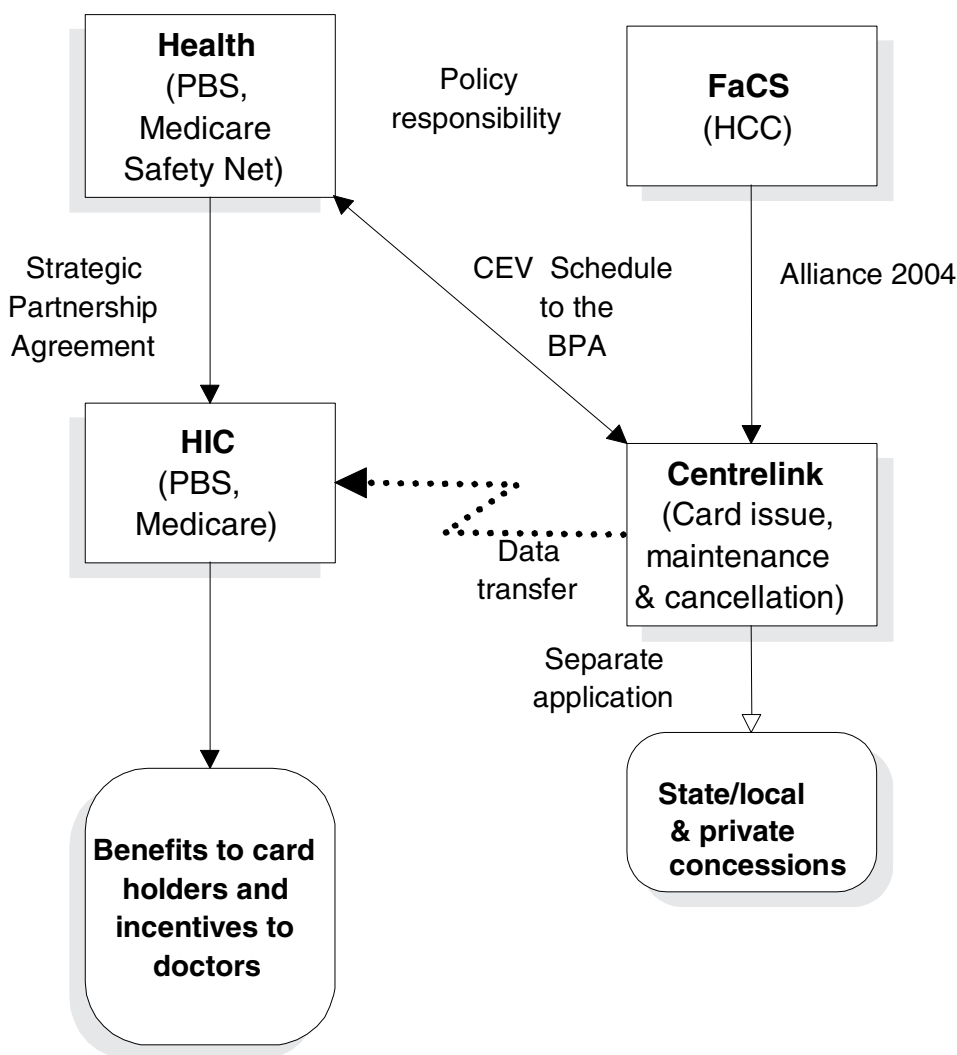 Health
(PBS,
Medicare
Safety Net)
Policy
responsibility
FaCS
(HCC)
Strategic
Partnership
Agreement
CEV Schedule
to the
BPA
Alliance 2004
HIC
(PBS,
Medicare)
Centrelink
(Card issue,
maintenance
& cancellation)
Data
transfer
Separate
application
Benefits to card
holders and
incentives to
doctors
State/local
& private
concessions